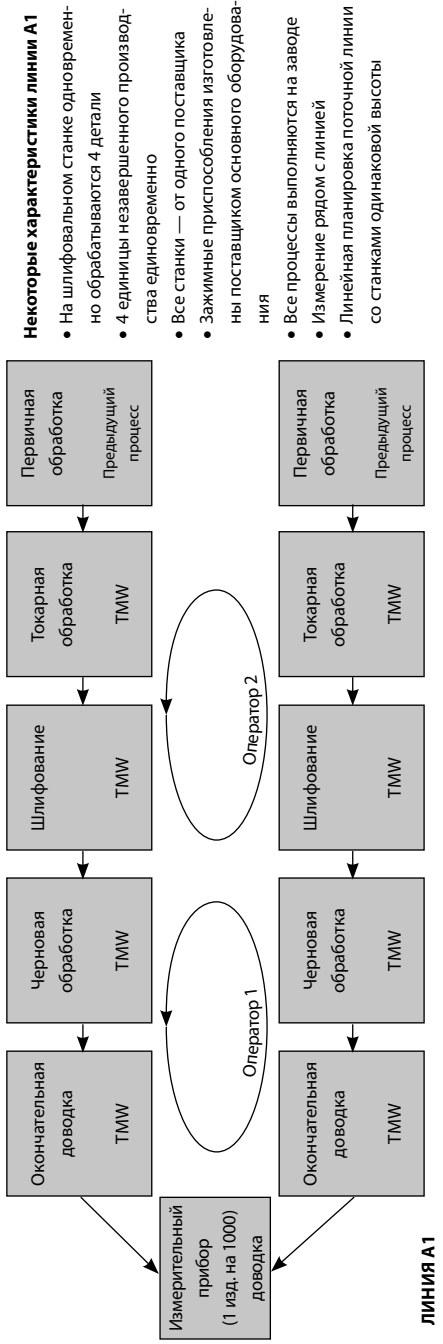 Некоторые характеристики линии А1
• На шлифовальном станке одновремен-
но обрабатываются 4 детали
• 4 единицы незавершенного производ-
ства единовременно
• Все станки — от одного поставщика
• Зажимные приспособления изготовле-
ны поставщиком основного оборудова-
ния
• Все процессы выполняются на заводе
• Измерение рядом с линией
• Линейная планировка поточной линии
со станками одинаковой высоты
Первичная
обработка
Предыдущий
процесс
Токарная
обработка
TMW
Шлифование
TMW
Черновая
обработка
TMW
Окончательная
доводка
TMW
Оператор 2
Оператор 1
Измерительный
прибор
(1 изд. на 1000)
доводка
Первичная
обработка
Предыдущий
процесс
Токарная
обработка
TMW
Шлифование
TMW
Черновая
обработка
TMW
Окончательная
доводка
TMW
ЛИНИЯ А1